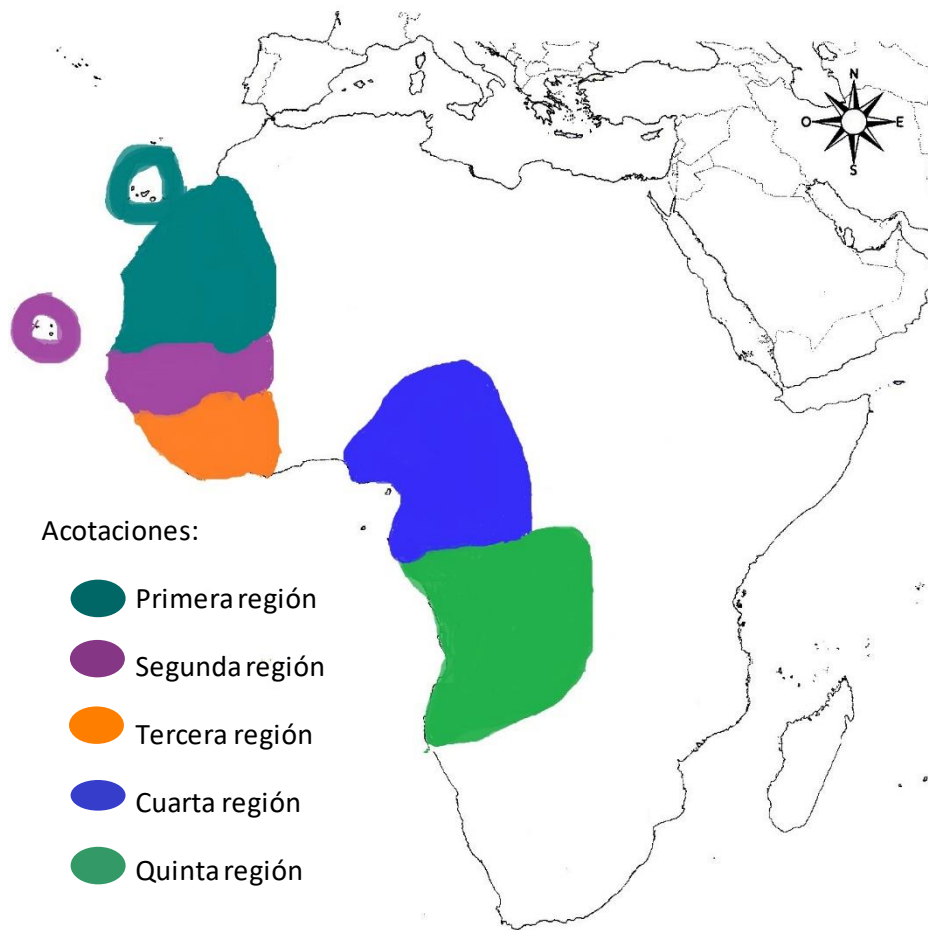 N
O
E
S
Acotaciones:
Primera región
Segunda región
Tercera región
Cuarta región
Quinta región